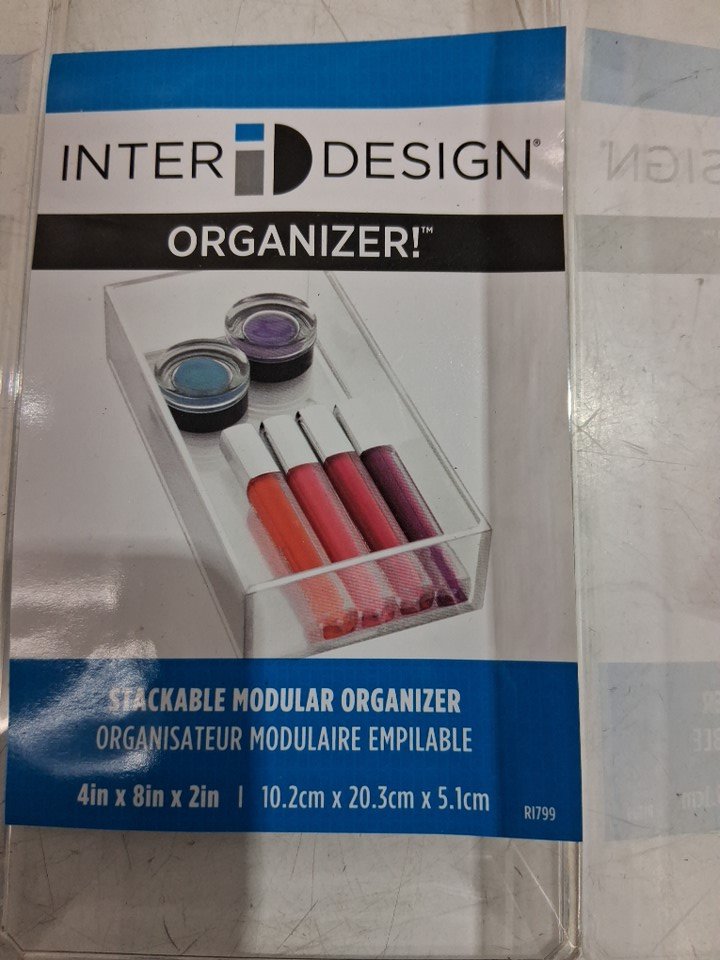 INTER DESIGN®
ORGANIZER!™
STACKABLE MODULAR ORGANIZER
ORGANISATEUR MODULAIRE EMPILABLE
4in x 8in x 2in | 10.2cm x 20.3cm x 5.1cm
RI799